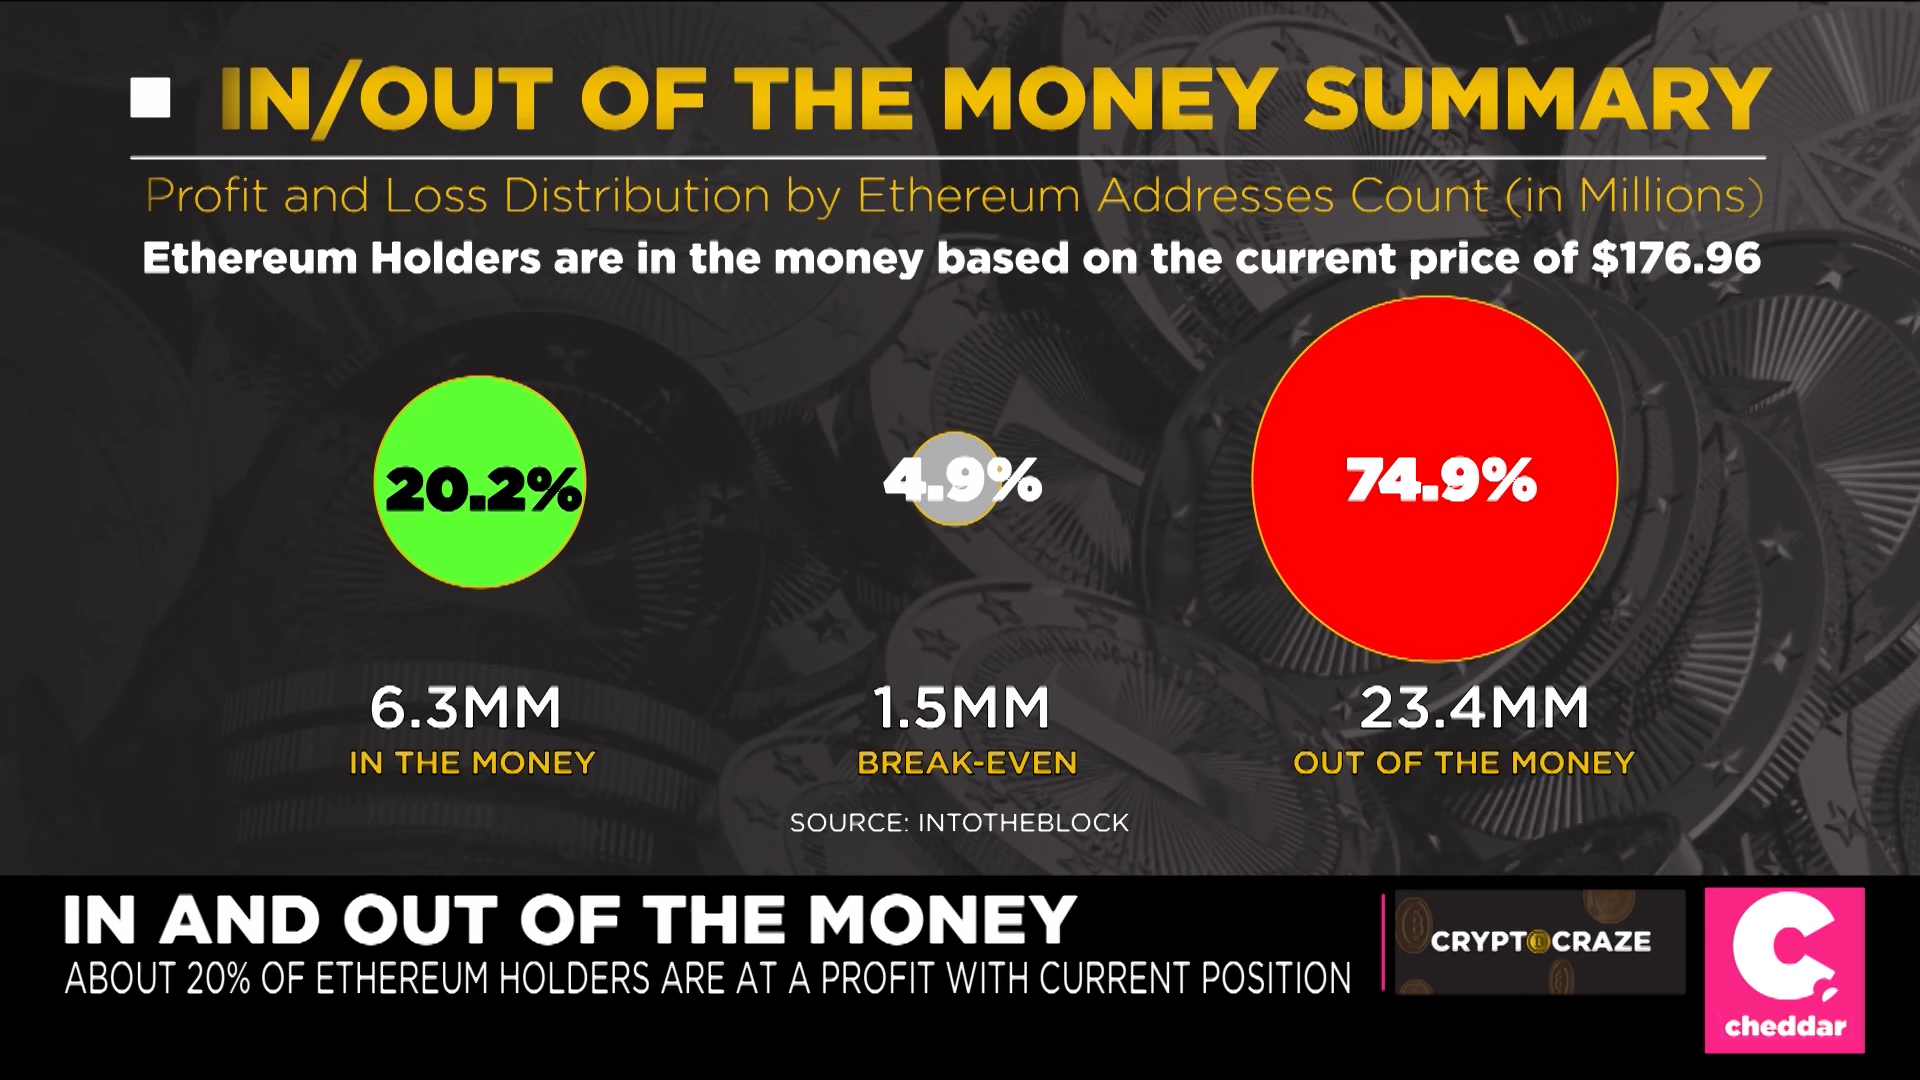 IN/OUT OF THE MONEY SUMMARY
Profit and Loss Distribution by Ethereum Addresses Count (in Millions)
Ethereum Holders are in the money based on the current price of $176.96
20.2%
4.9%
74.9%
6.3MM
1.5MM
23.4MM
IN THE MONEY
BREAK-EVEN
OUT OF THE MONEY
SOURCE: INTOTHEBLOCK
IN AND OUT OF THE MONEY
ABOUT 20% OF ETHEREUM HOLDERS ARE AT A PROFIT WITH CURRENT POSITION
CRYPTOCRAZE
cheddar